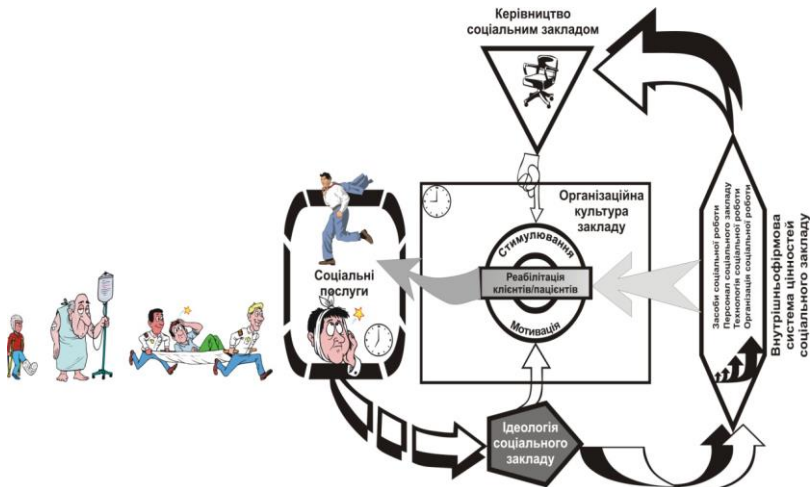 Керівництво
соціальним закладом
Організаційна
культура
закладу
Стимулювання
Соціальні
послуги
Реабілітація
клієнтів/пацієнтів
Мотивація
Ідеологія
соціального
закладу
Засоби соціальної роботи
Персонал соціального закладу
Технологія соціальної роботи
Організація соціальної роботи
Внутрішньофірмова
система цінностей
соціального закладу